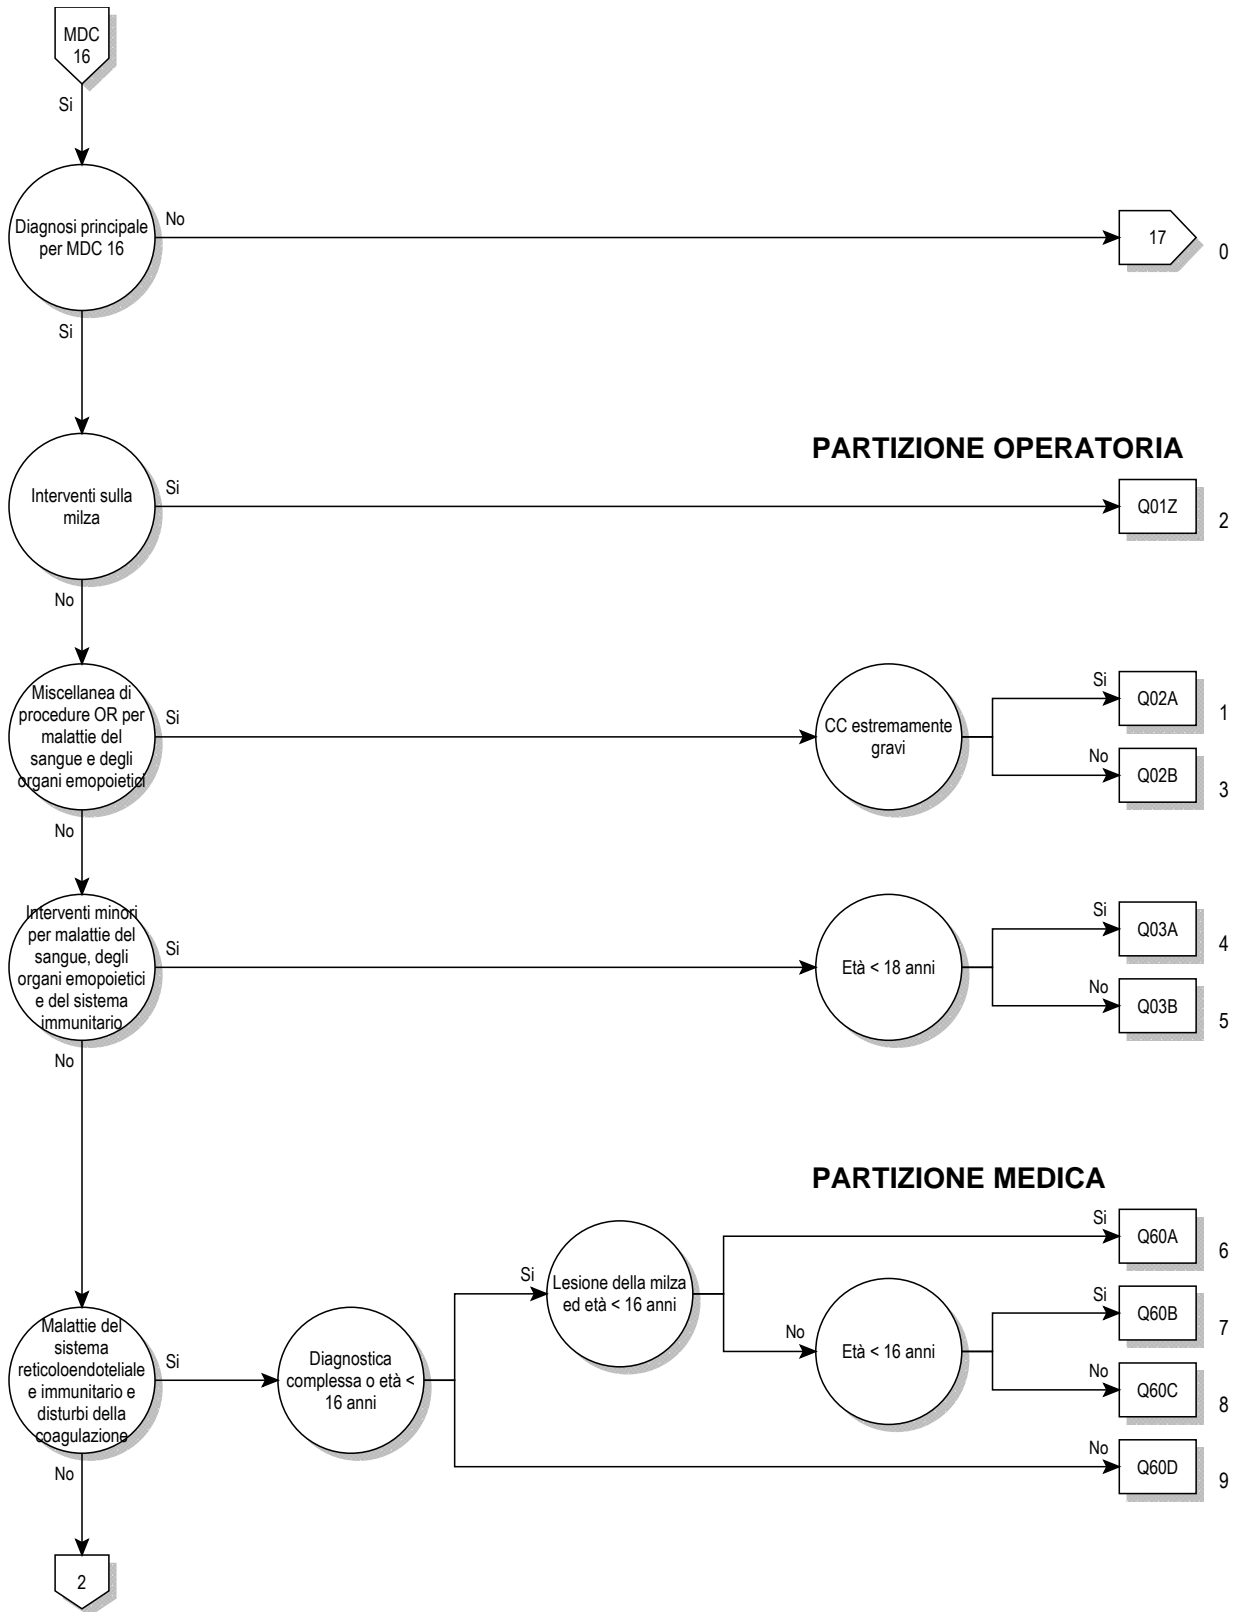 MDC
16
Si
Diagnosi principale
per MDC 16
No
17
0
Si
PARTIZIONE OPERATORIA
Interventi sulla
milza
Si
Q01Z
2
No
Miscellanea di
procedure OR per
malattie del
sangue e degli
organi emopoietici
Si
CC estremamente
gravi
Si
Q02A
1
No
Q02B
3
No
Interventi minori
per malattie del
sangue, degli
organi emopoietici
e del sistema
immunitario
Si
Età < 18 anni
Si
Q03A
4
No
Q03B
5
No
PARTIZIONE MEDICA
Malattie del
sistema
reticoloendoteliale
e immunitario e
disturbi della
coagulazione
Si
Diagnostica
complessa o età <
16 anni
Si
Lesione della milza
ed età < 16 anni
Si
Q60A
6
No
Età < 16 anni
Si
Q60B
7
No
Q60C
8
No
Q60D
9
No
2